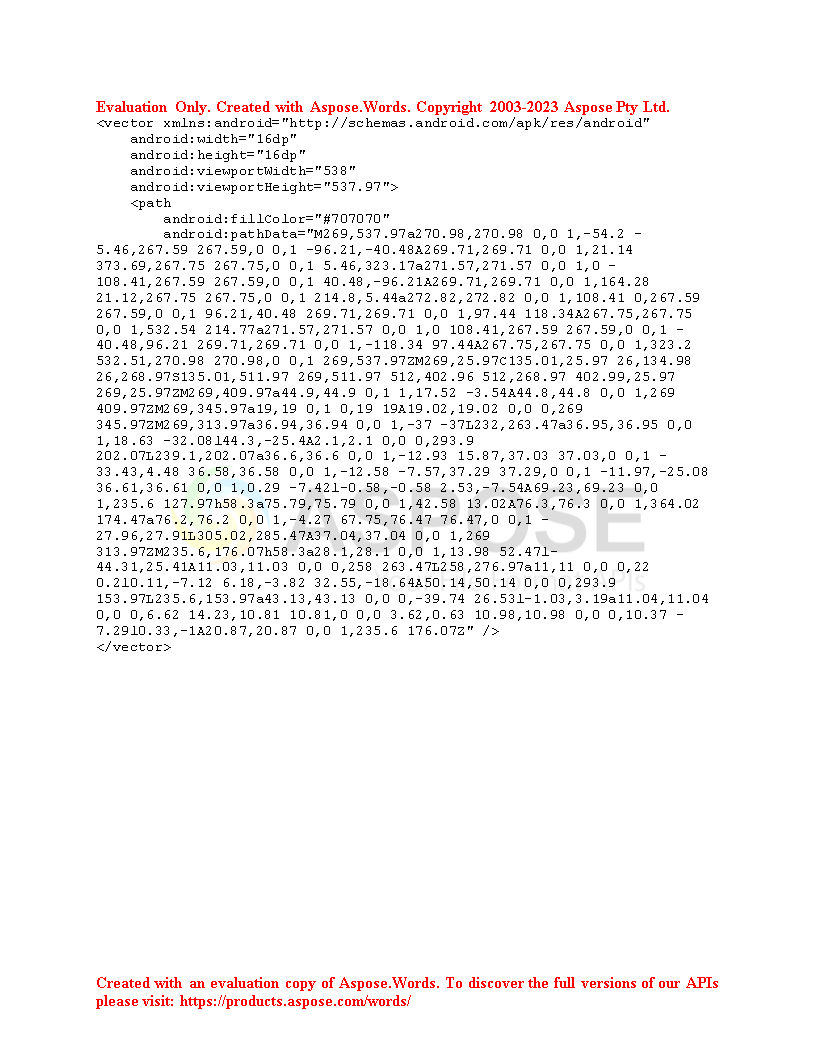 Evaluation Only. Created with Aspose.Words. Copyright 2003-2023 Aspose Pty Ltd.
<vector xmlns:android="http://schemas.android.com/apk/res/android"
android:width="16dp"
android:height="16dp"
android:viewportWidth="538"
android:viewportHeight="537.97">
<path
android:fillColor="#707070"
android:pathData="M269,537.97a270.98,270.98 0,0 1,-54.2 -
5.46,267.59 267.59,0 0,1 -96.21,-40.48A269.71,269.71 0,0 1,21.14
373.69,267.75 267.75,0 0,1 5.46,323.17a271.57,271.57 0,0 1,0 -
108.41,267.59 267.59,0 0,1 40.48,-96.21A269.71,269.71 0,0 1,164.28
21.12,267.75 267.75,0 0,1 214.8,5.44a272.82,272.82 0,0 1,108.41 0,267.59
267.59,0 0,1 96.21,40.48 269.71,269.71 0,0 1,97.44 118.34A267.75,267.75
0,0 1,532.54 214.77a271.57,271.57 0,0 1,0 108.41,267.59 267.59,0 0,1 -
40.48,96.21 269.71,269.71 0,0 1,-118.34 97.44A267.75,267.75 0,0 1,323.2
532.51,270.98 270.98,0 0,1 269,537.97ZM269,25.97C135.01,25.97 26,134.98
26,268.97S135.01,511.97 269,511.97 512,402.96 512,268.97 402.99,25.97
269,25.97ZM269,409.97a44.9,44.9 0,1 1,17.52 -3.54A44.8,44.8 0,0 1,269
409.97ZM269,345.97a19,19 0,1 0,19 19A19.02,19.02 0,0 0,269
345.97ZM269,313.97a36.94,36.94 0,0 1,-37 -37L232,263.47a36.95,36.95 0,0
1,18.63 -32.08l44.3,-25.4A2.1,2.1 0,0 0,293.9
202.07L239.1,202.07a36.6,36.6 0,0 1,-12.93 15.87,37.03 37.03,0 0,1 -
33.43,4.48 36.58,36.58 0,0 1,-12.58 -7.57,37.29 37.29,0 0,1 -11.97,-25.08
36.61,36.61 0,0 1,0.29 -7.42l-0.58,-0.58 2.53,-7.54A69.23,69.23 0,0
1,235.6 127.97h58.3a75.79,75.79 0,0 1,42.58 13.02A76.3,76.3 0,0 1,364.02
174.47a76.2,76.2 0,0 1,-4.27 67.75,76.47 76.47,0 0,1 -
27.96,27.91L305.02,285.47A37.04,37.04 0,0 1,269
313.97ZM235.6,176.07h58.3a28.1,28.1 0,0 1,13.98 52.47l-
44.31,25.41A11.03,11.03 0,0 0,258 263.47L258,276.97a11,11 0,0 0,22
0.2l0.11,-7.12 6.18,-3.82 32.55,-18.64A50.14,50.14 0,0 0,293.9
153.97L235.6,153.97a43.13,43.13 0,0 0,-39.74 26.53l-1.03,3.19a11.04,11.04
0,0 0,6.62 14.23,10.81 10.81,0 0,0 3.62,0.63 10.98,10.98 0,0 0,10.37 -
7.29l0.33,-1A20.87,20.87 0,0 1,235.6 176.07Z" />
</vector>
ASPOSE
Created with an evaluation copy of Aspose.Words. To discover the full versions of our APIs
please visit: https://products.aspose.com/words/